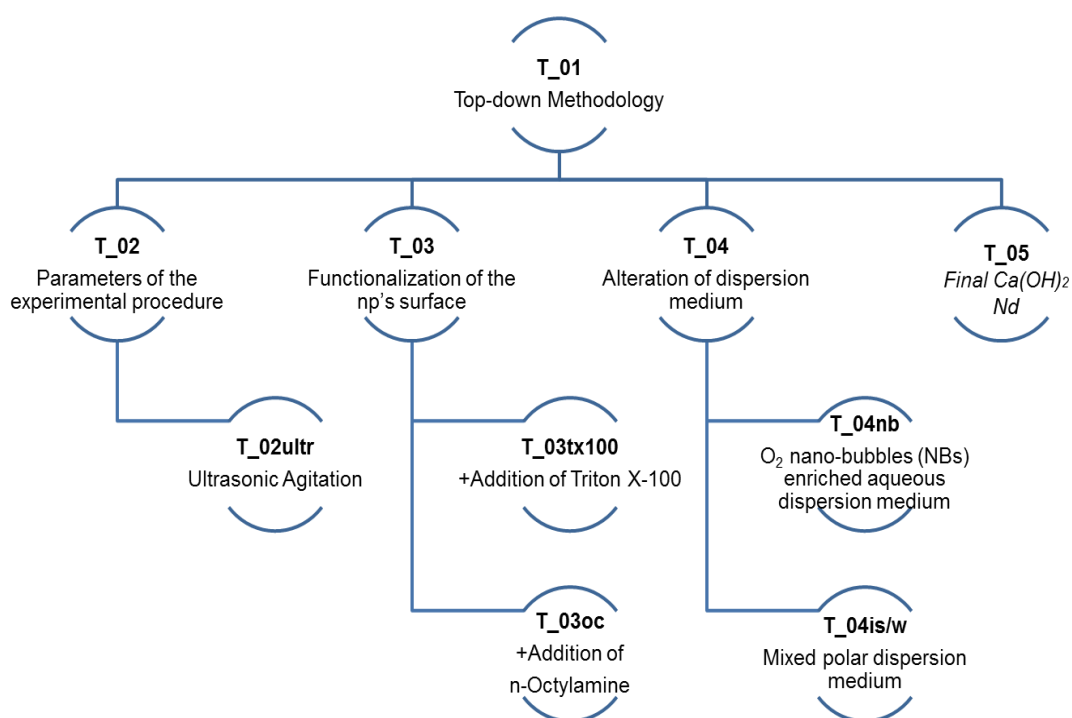 T_01
Top-down Methodology
T_02
Parameters of the
experimental procedure
T_03
Functionalization of the
np's surface
T_04
Alteration of dispersion
medium
T_05
Final Ca(OH)₂
Nd
T_02ultr
Ultrasonic Agitation
T_03tx100
+Addition of Triton X-100
T_04nb
O₂ nano-bubbles (NBs)
enriched aqueous
dispersion medium
T_03oc
+Addition of
n-Octylamine
T_04is/w
Mixed polar dispersion
medium